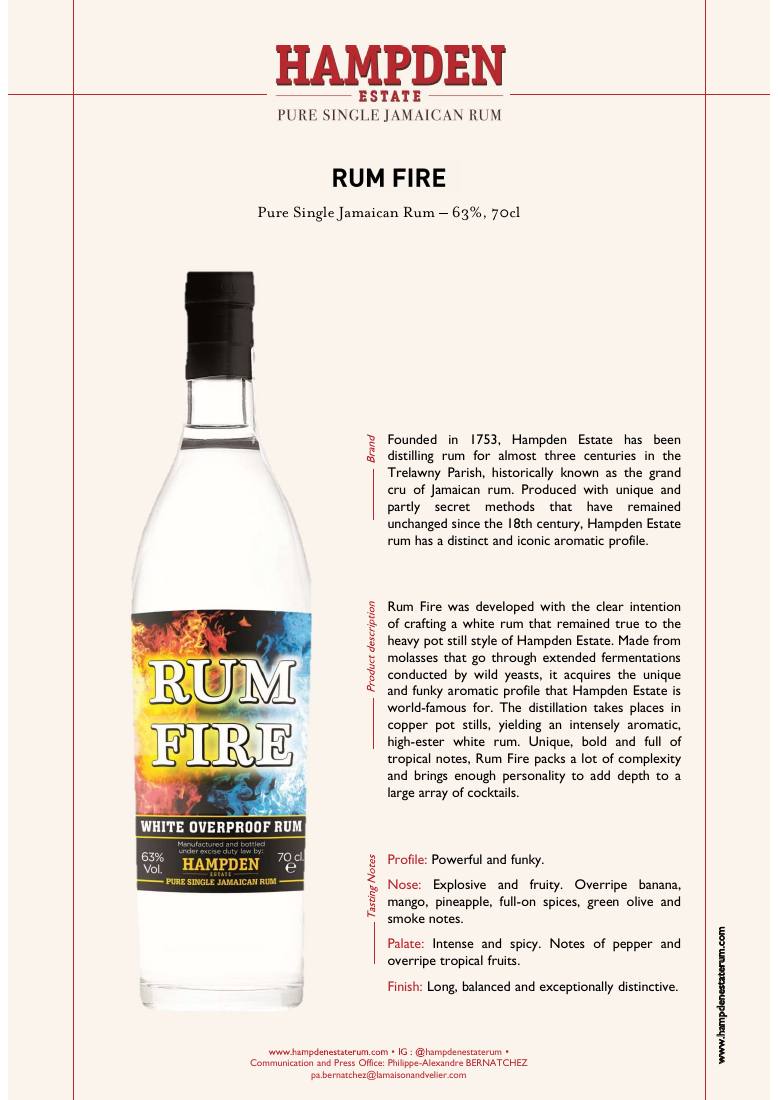 HAMPDEN
ESTATE
PURE SINGLE JAMAICAN RUM
RUM FIRE
Pure Single Jamaican Rum – 63%, 70cl
Brand
Founded in 1753, Hampden Estate has been
distilling rum for almost three centuries in the
Trelawny Parish, historically known as the grand
cru of Jamaican rum. Produced with unique and
partly secret methods that have remained
unchanged since the 18th century, Hampden Estate
rum has a distinct and iconic aromatic profile.
Product description
Rum Fire was developed with the clear intention
of crafting a white rum that remained true to the
heavy pot still style of Hampden Estate. Made from
molasses that go through extended fermentations
conducted by wild yeasts, it acquires the unique
and funky aromatic profile that Hampden Estate is
world-famous for. The distillation takes places in
copper pot stills, yielding an intensely aromatic,
high-ester white rum. Unique, bold and full of
tropical notes, Rum Fire packs a lot of complexity
and brings enough personality to add depth to a
large array of cocktails.
Tasting Notes
Profile: Powerful and funky.
Nose: Explosive and fruity. Overripe banana,
mango, pineapple, full-on spices, green olive and
smoke notes.
Palate: Intense and spicy. Notes of pepper and
overripe tropical fruits.
Finish: Long, balanced and exceptionally distinctive.
RUM
FIRE
WHITE OVERPROOF RUM
Manufactured and bottled
under excise duty law by:
63%
Vol.
HAMPDEN
ESTATE
70 cl.
e
PURE SINGLE JAMAICAN RUM
www.hampdenestaterum.com
www.hampdenestaterum.com • IG : @hampdenestaterum •
Communication and Press Office: Philippe-Alexandre BERNATCHEZ
pa.bernatchez@lamaisonandvelier.com